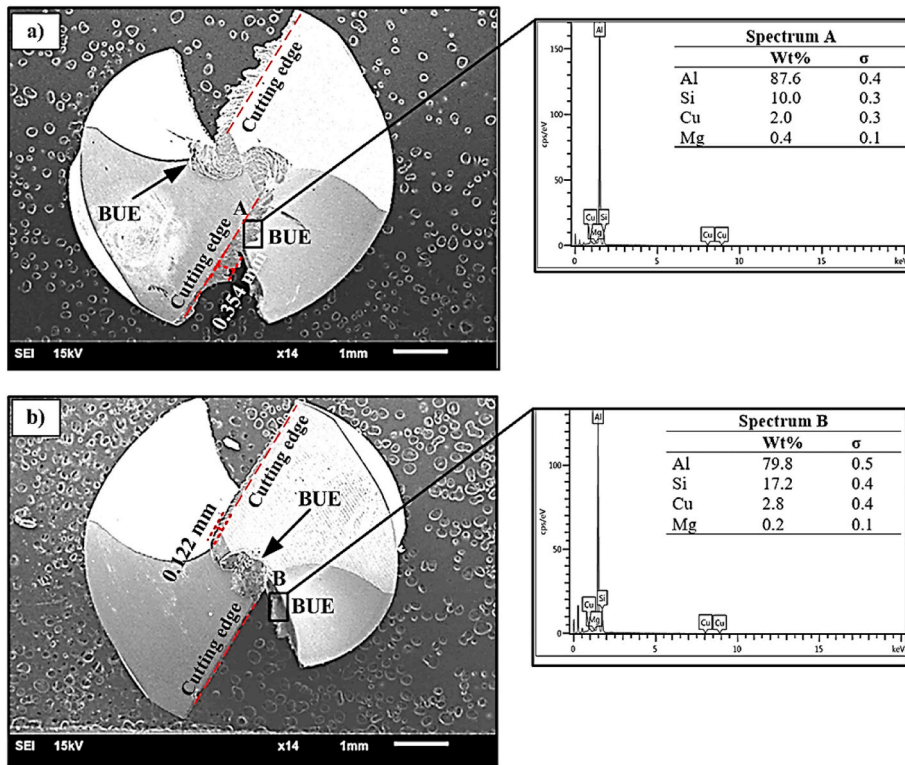 a)
Cutting edge
BUE
A
BUE
Cutting edge
0.354 μm
SEI 15kV x14 1mm
150
100
50
0
cps/eV
Al
Cu
Mg
Si
Cu
Cu
0 5 10 15 keV
Spectrum A
Wt% σ
Al 87.6 0.4
Si 10.0 0.3
Cu 2.0 0.3
Mg 0.4 0.1
b)
Cutting edge
BUE
0.122 mm
B
BUE
Cutting edge
SEI 15kV x14 1mm
100
50
0
cps/eV
Al
Cu
Mg
Si
Cu
Cu
0 5 10 15 keV
Spectrum B
Wt% σ
Al 79.8 0.5
Si 17.2 0.4
Cu 2.8 0.4
Mg 0.2 0.1